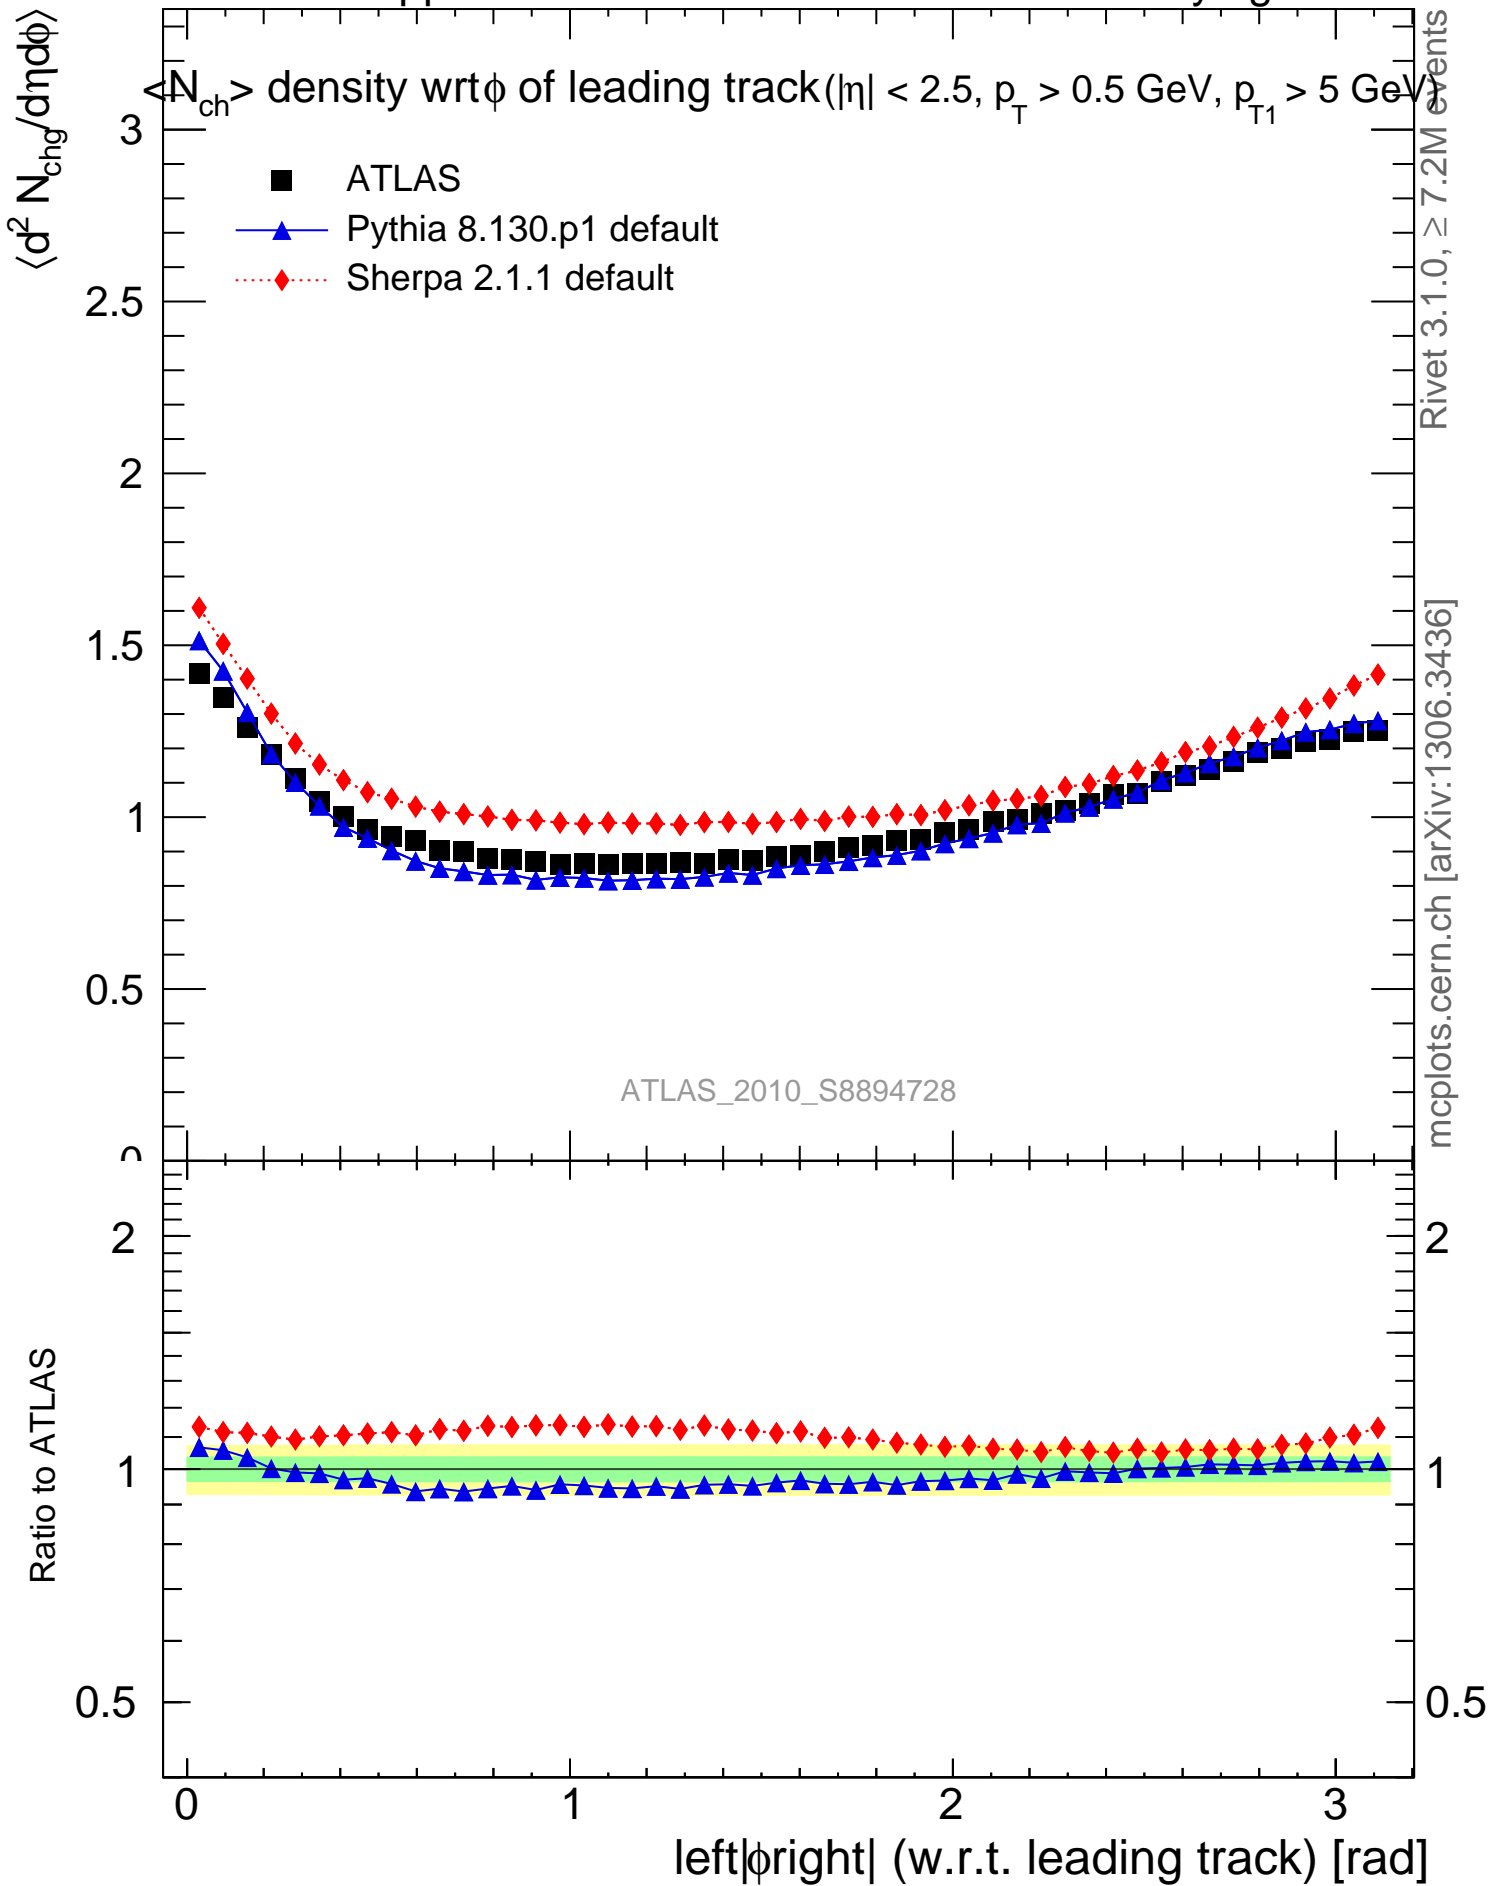 <N_ch> density wrt ϕ of leading track (|η| < 2.5, p_T > 0.5 GeV, p_T1 > 5 GeV)
⟨d² N_chg/dηdϕ⟩
ATLAS
Pythia 8.130.p1 default
Sherpa 2.1.1 default
3
2.5
2
1.5
1
0.5
0
ATLAS_2010_S8894728
Rivet 3.1.0, ≥ 7.2M events
mcplots.cern.ch [arXiv:1306.3436]
Ratio to ATLAS
2
1
0.5
2
1
0.5
0 1 2 3
left|ϕright| (w.r.t. leading track) [rad]